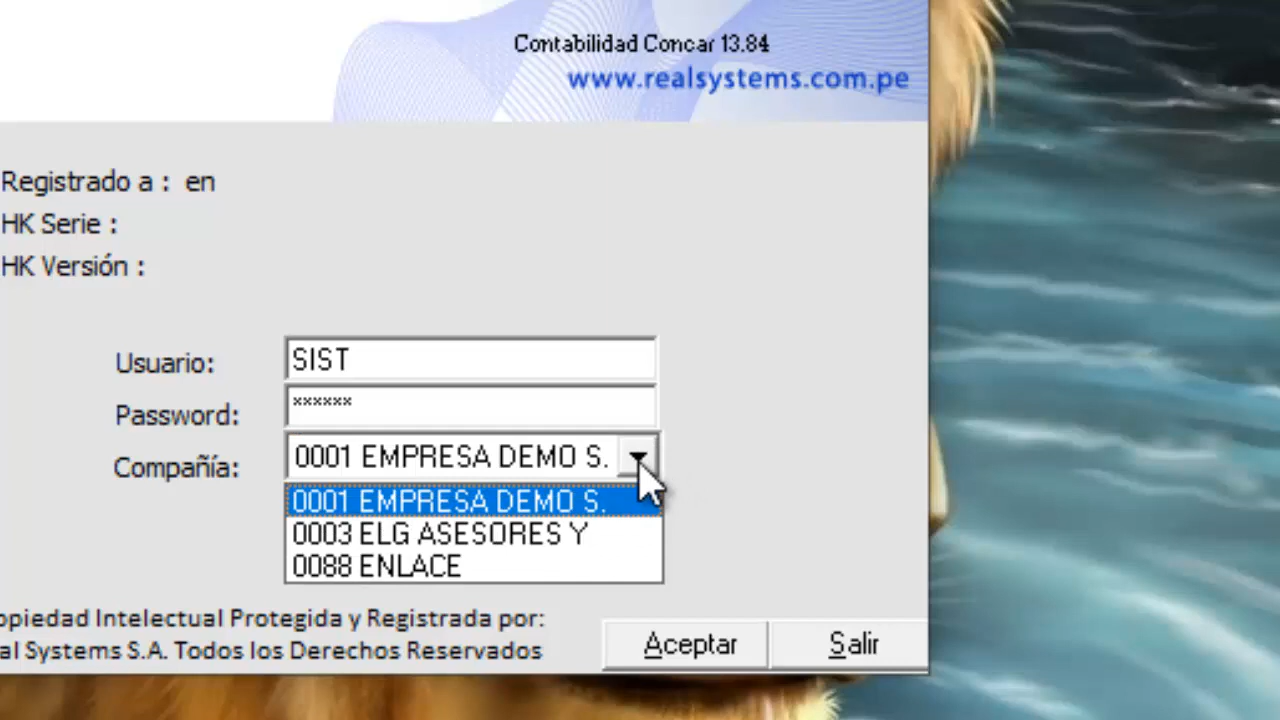 Contabilidad Concar 13.84
www.realsystems.com.pe
Registrado a : en
HK Serie :
HK Versión :
Usuario: SIST
Password: ******
Compañía: 0001 EMPRESA DEMO S.
0001 EMPRESA DEMO S.
0003 ELG ASESORES Y
0088 ENLACE
opiedad Intelectual Protegida y Registrada por:
al Systems S.A. Todos los Derechos Reservados
Aceptar Salir